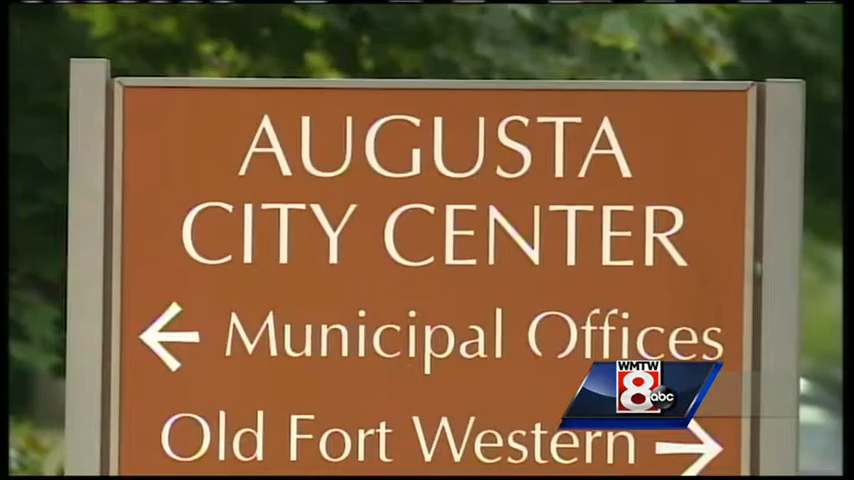 AUGUSTA
CITY CENTER
Municipal Offices
Old Fort Western
WMTW
8
abc